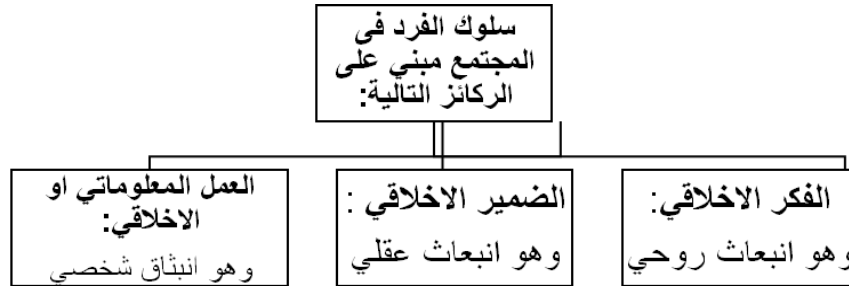 سلوك الفرد فى
المجتمع مبني على
الركائز التالية:
الفكر الاخلاقي:
وهو انبعاث روحي
الضمير الاخلاقي :
وهو انبعاث عقلي
العمل المعلوماتي او
الاخلاقي:
وهو انبثاق شخصي